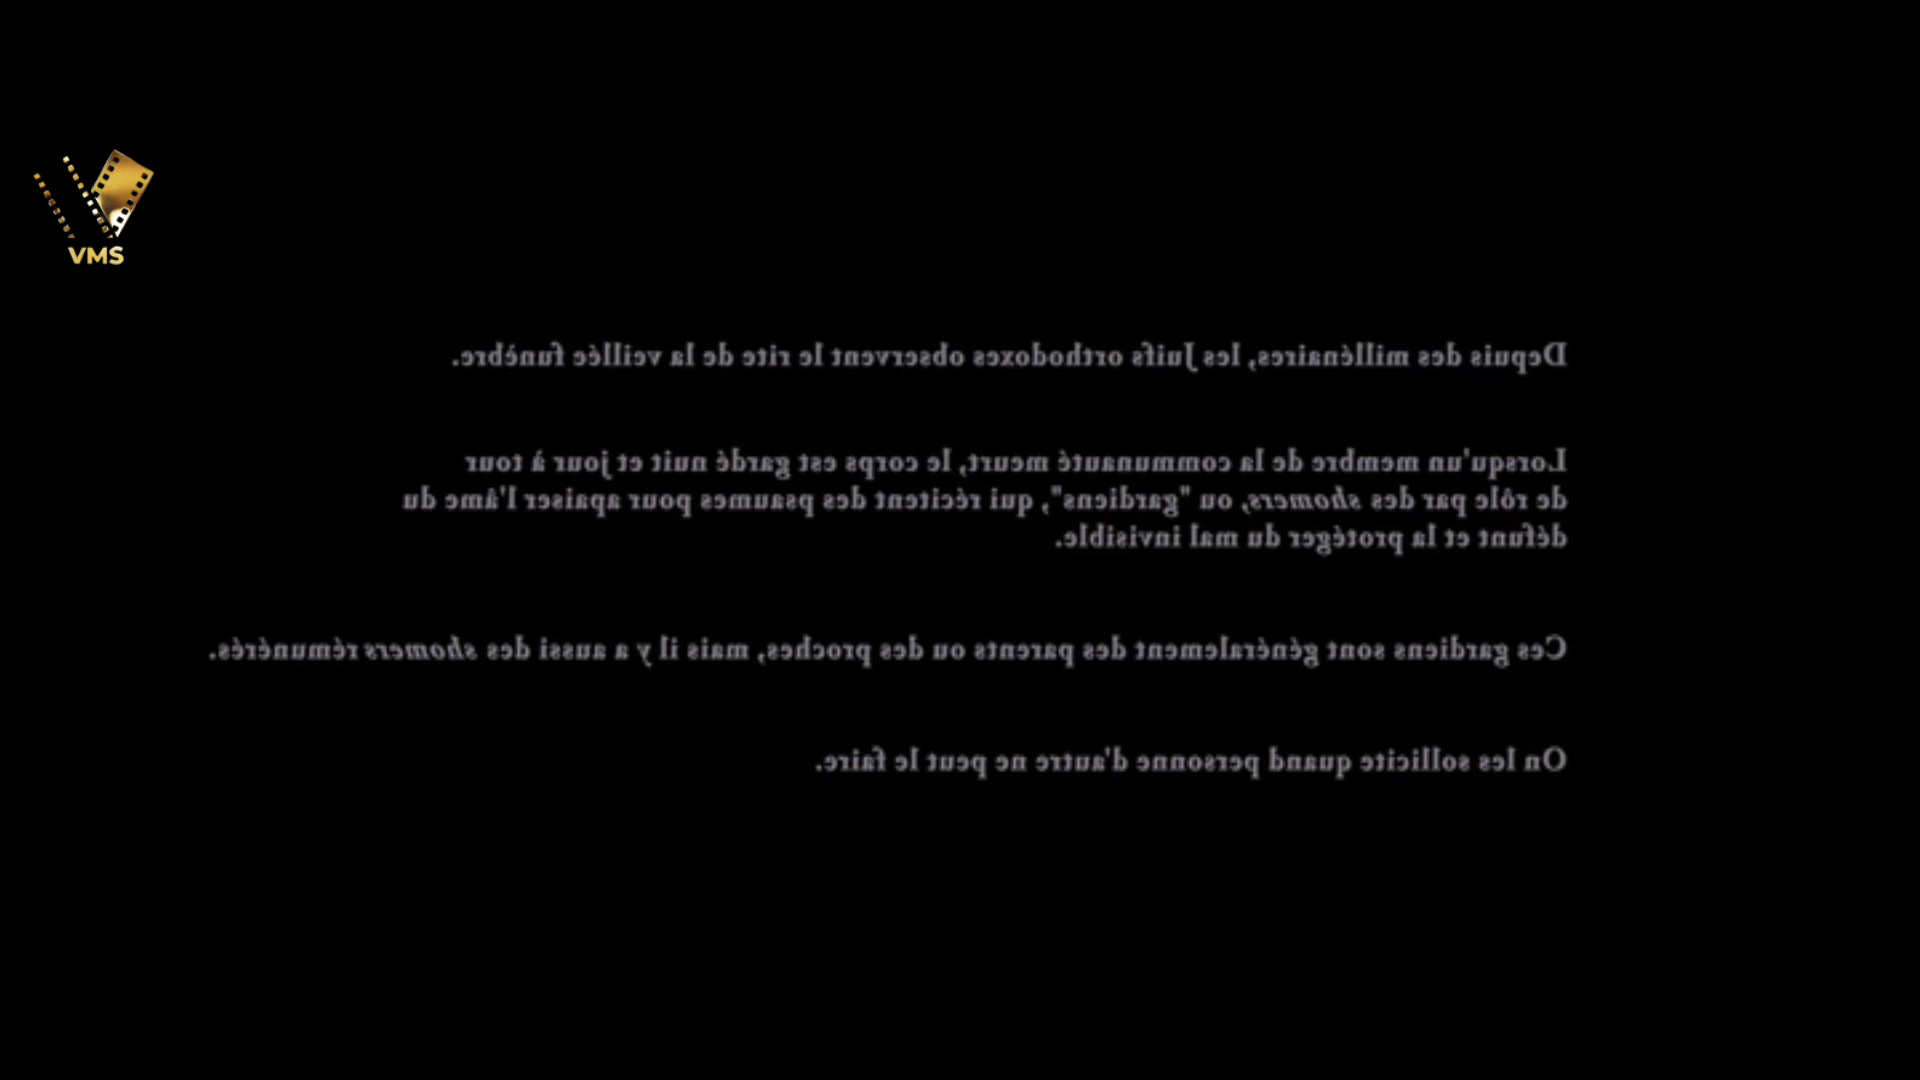 VMS
Depuis des millénaires, les Juifs orthodoxes observent le rite de la veillée funèbre.
Lorsqu'un membre de la communauté meurt, le corps est gardé nuit et jour à tour
de rôle par des shomers, ou "gardiens", qui récitent des psaumes pour apaiser l'âme du
défunt et la protéger du mal invisible.
Ces gardiens sont généralement des parents ou des proches, mais il y a aussi des shomers rémunérés.
On les sollicite quand personne d'autre ne peut le faire.